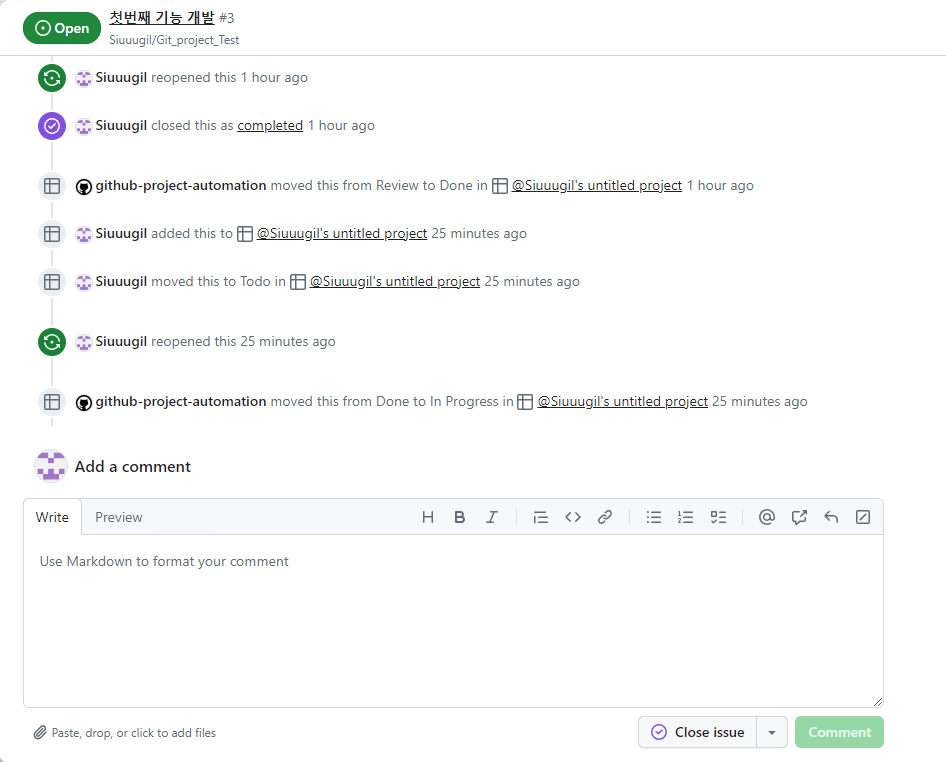 Open
첫번째 기능 개발 #3
Siuuugil/Git_project_Test
Siuuugil reopened this 1 hour ago
Siuuugil closed this as completed 1 hour ago
github-project-automation moved this from Review to Done in @Siuuugil's untitled project 1 hour ago
Siuuugil added this to @Siuuugil's untitled project 25 minutes ago
Siuuugil moved this to Todo in @Siuuugil's untitled project 25 minutes ago
Siuuugil reopened this 25 minutes ago
github-project-automation moved this from Done to In Progress in @Siuuugil's untitled project 25 minutes ago
Add a comment
Write Preview H B I
Use Markdown to format your comment
Paste, drop, or click to add files
Close issue Comment